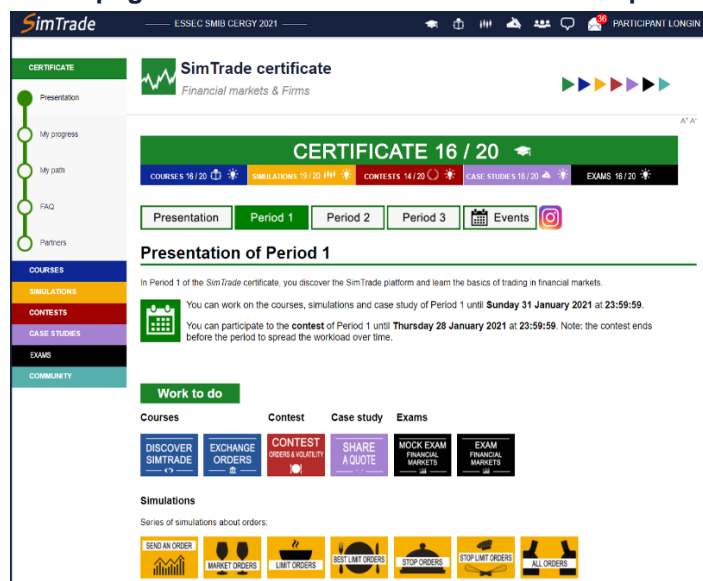 SimTrade
ESSEC SMIB CERGY 2021
36
PARTICIPANT LONGIN
CERTIFICATE
Presentation
My progress
My path
FAQ
Partners
COURSES
SIMULATIONS
CONTESTS
CASE STUDIES
EXAMS
COMMUNITY
SimTrade certificate
Financial markets & Firms
A+ A-
CERTIFICATE 16 / 20
COURSES 16 / 20
SIMULATIONS 19 / 20
CONTESTS 14 / 20
CASE STUDIES 16 / 20
EXAMS 16 / 20
Presentation
Period 1
Period 2
Period 3
Events
Presentation of Period 1
In Period 1 of the SimTrade certificate, you discover the SimTrade platform and learn the basics of trading in financial markets.
You can work on the courses, simulations and case study of Period 1 until Sunday 31 January 2021 at 23:59:59.
You can participate to the contest of Period 1 until Thursday 28 January 2021 at 23:59:59. Note: the contest ends
before the period to spread the workload over time.
Work to do
Courses
Contest
Case study
Exams
DISCOVER
SIMTRADE
EXCHANGE
ORDERS
CONTEST
ORDERS & VOLATILITY
SHARE
A QUOTE
MOCK EXAM
FINANCIAL
MARKETS
EXAM
FINANCIAL
MARKETS
Simulations
Series of simulations about orders:
SEND AN ORDER
MARKET ORDERS
LIMIT ORDERS
BEST LIMIT ORDERS
STOP ORDERS
STOP LIMIT ORDERS
ALL ORDERS